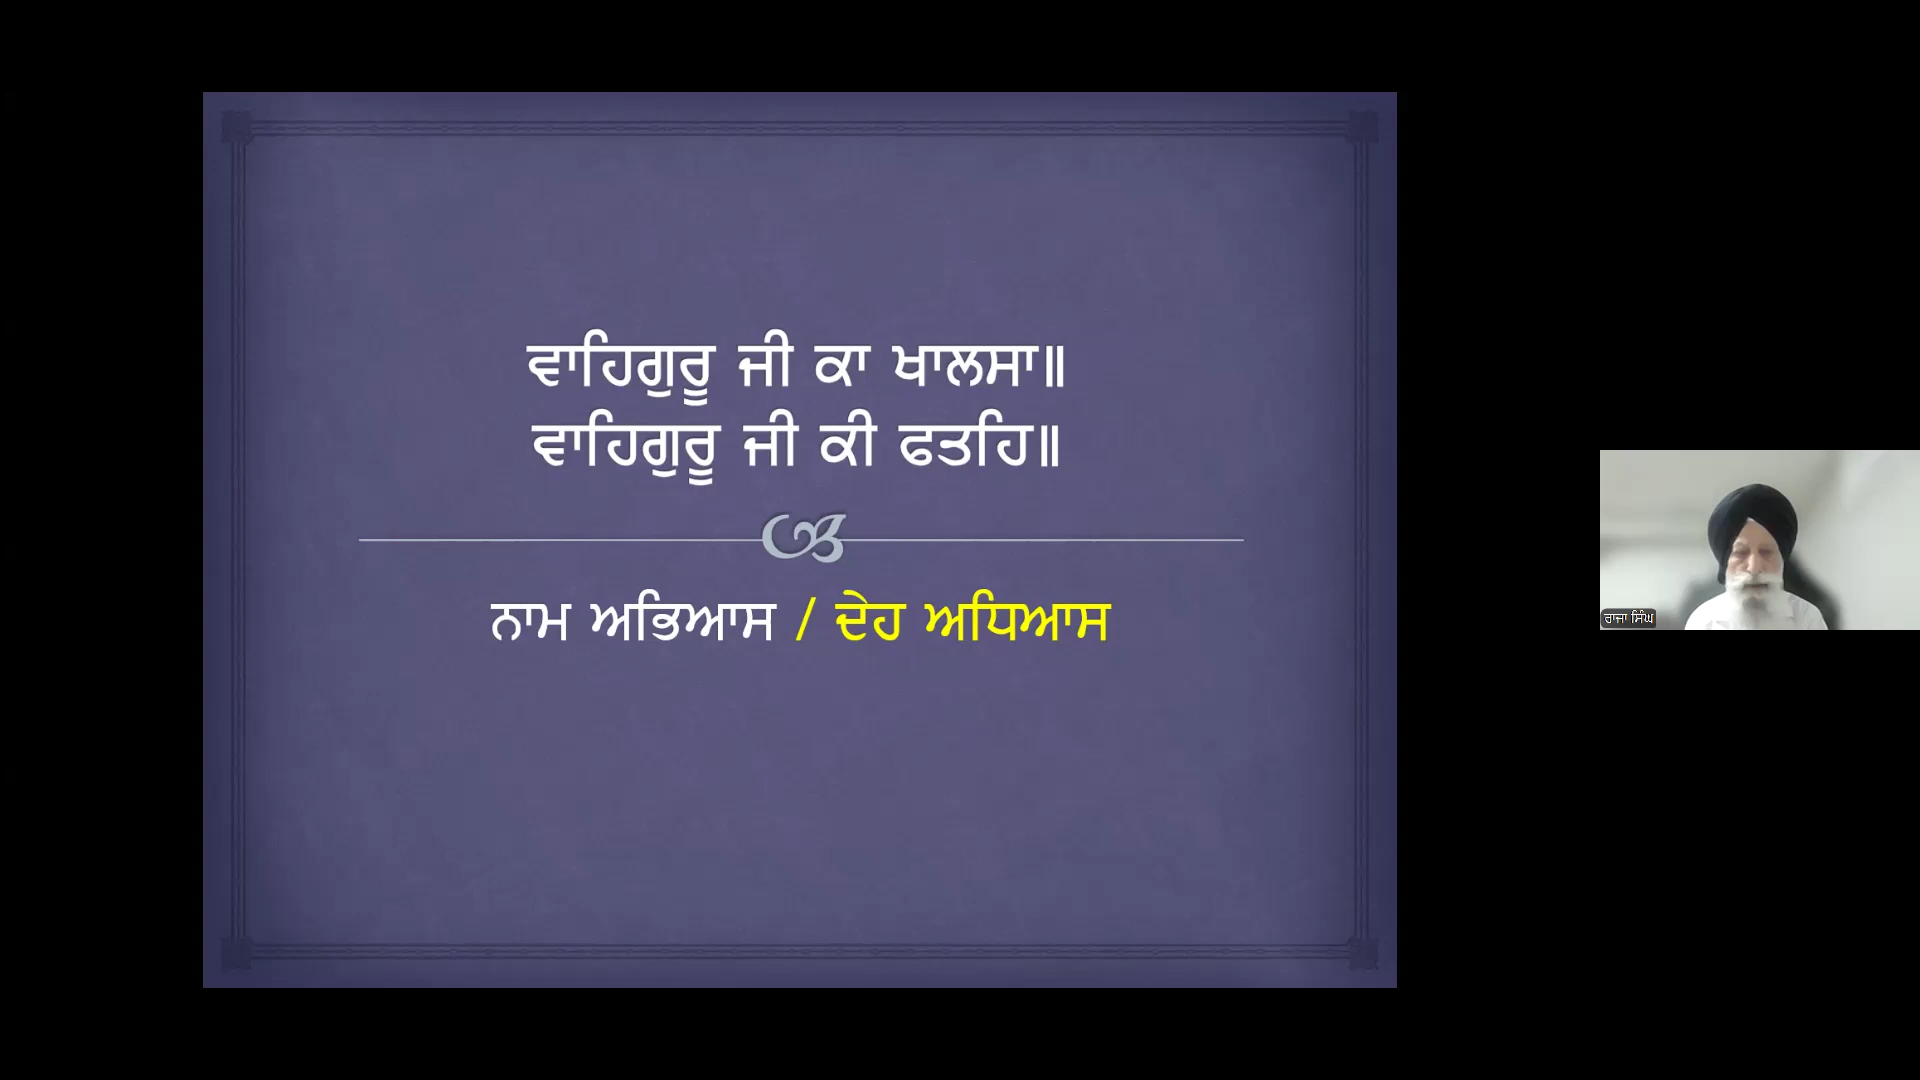 ਵਾਹਿਗੁਰੂ ਜੀ ਕਾ ਖਾਲਸਾ॥
ਵਾਹਿਗੁਰੂ ਜੀ ਕੀ ਫਤਹਿ॥
ਨਾਮ ਅਭਿਆਸ / ਦੇਹ ਅਧਿਆਸ
ਰਾਜਾ ਸਿੰਘ